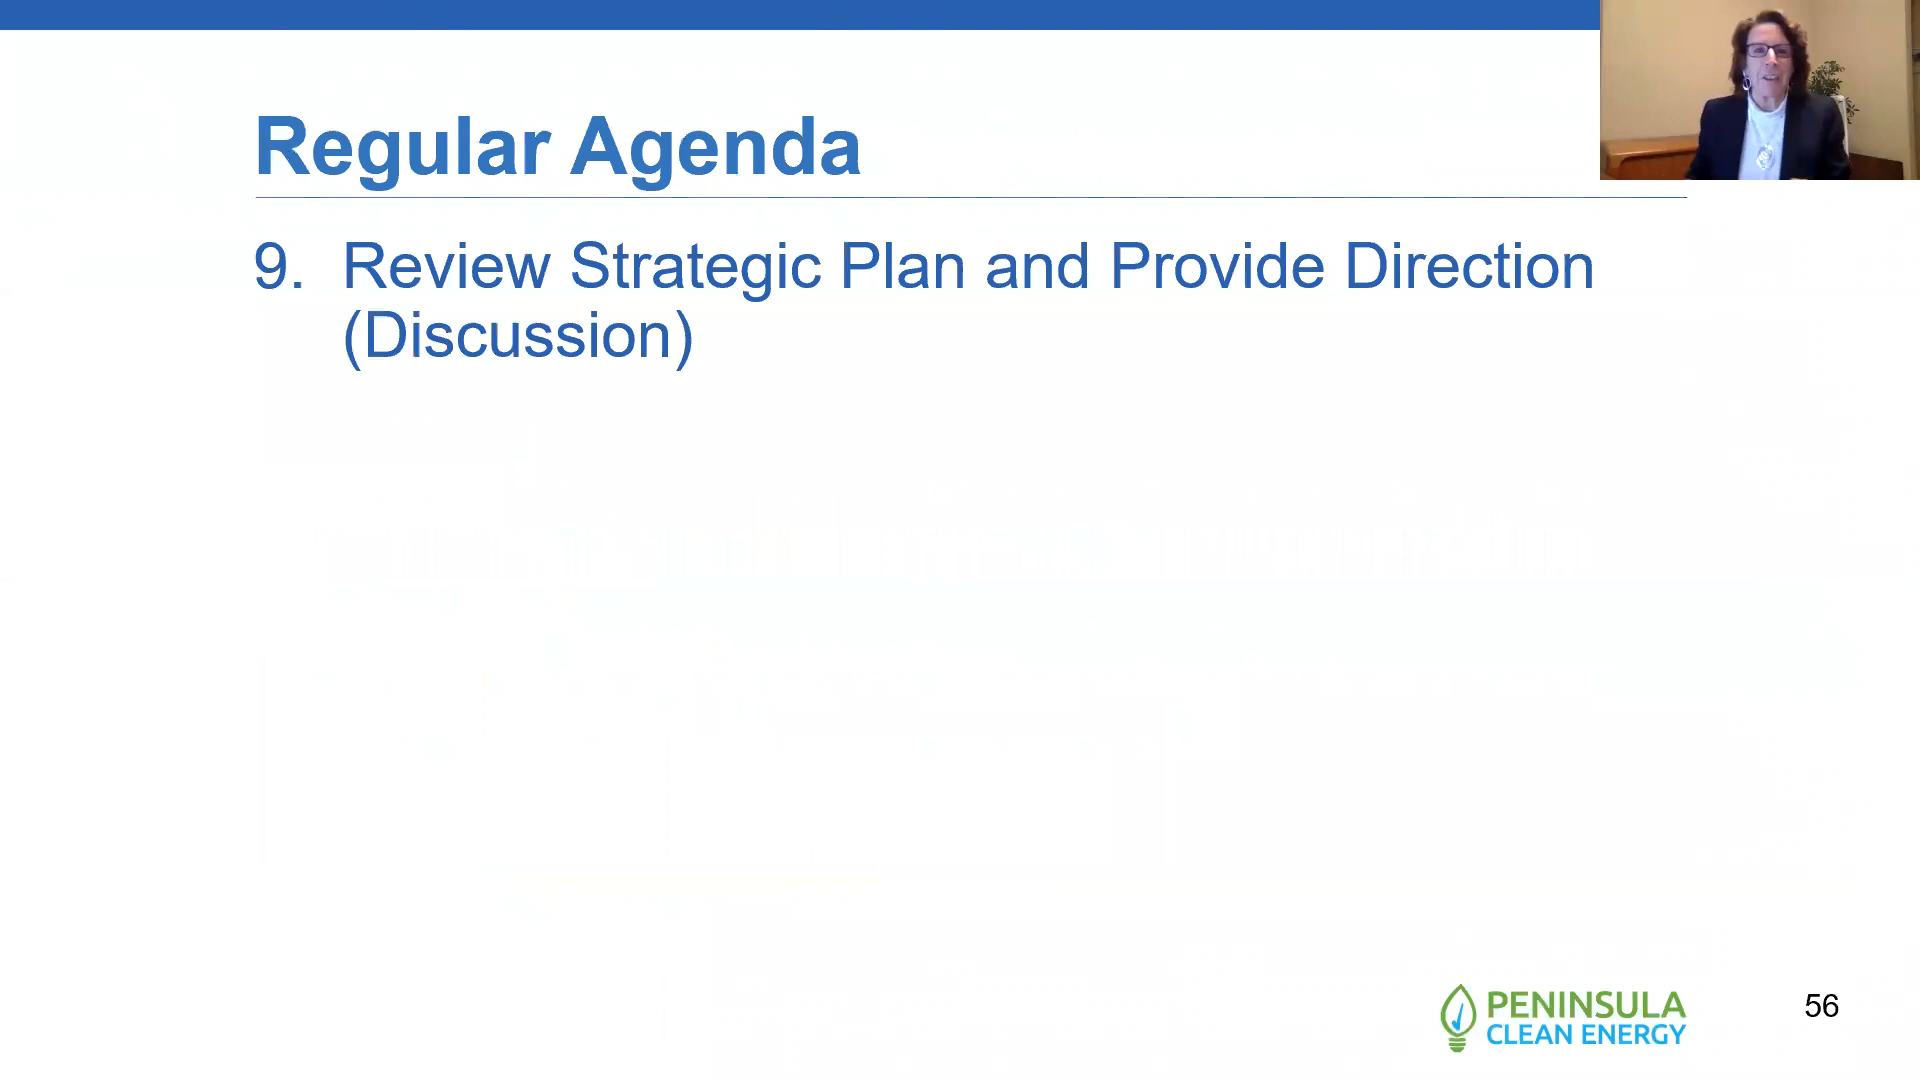 Regular Agenda
9. Review Strategic Plan and Provide Direction
(Discussion)
PENINSULA
CLEAN ENERGY
56